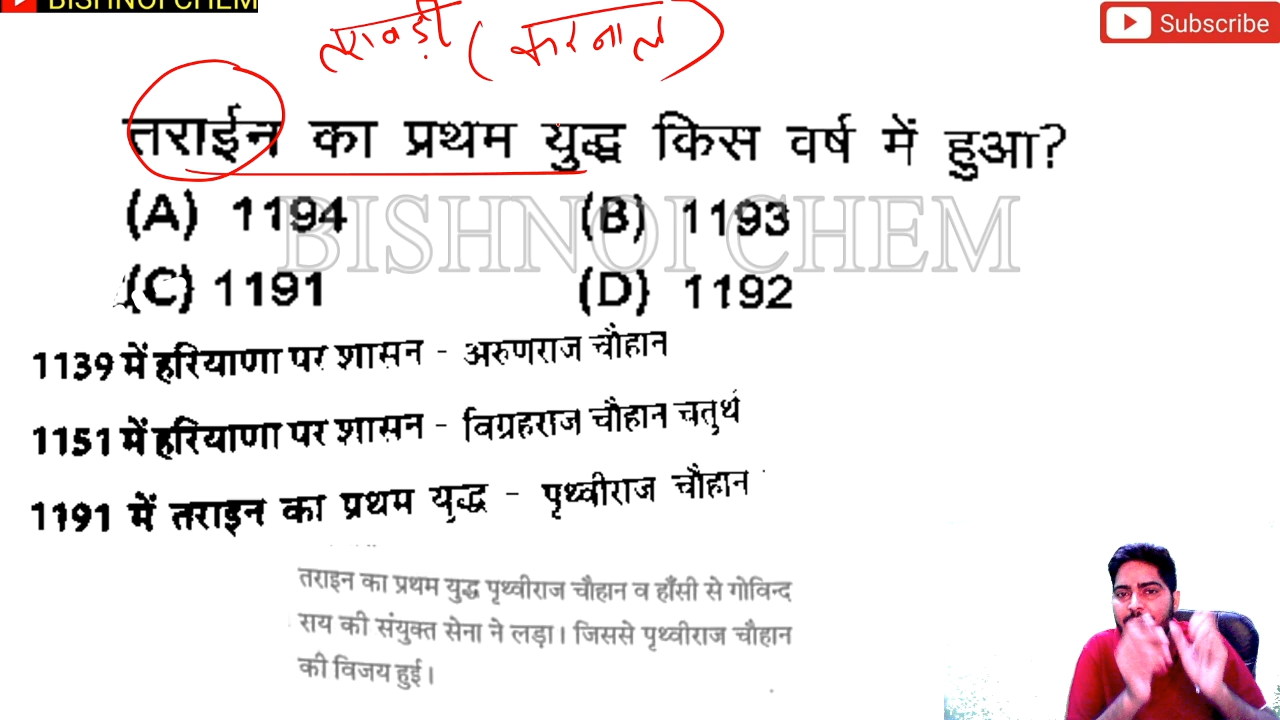 BISHNOI CHEM
Subscribe
तरावड़ी (करनाल)
तराईन का प्रथम युद्ध किस वर्ष में हुआ?
(A) 1194 (B) 1193
BISHNOI CHEM
(C) 1191 (D) 1192
1139 में हरियाणा पर शासन - अरुणराज चौहान
1151 में हरियाणा पर शासन - विग्रहराज चौहान चतुर्थ
1191 में तराइन का प्रथम युद्ध - पृथ्वीराज चौहान
तराइन का प्रथम युद्ध पृथ्वीराज चौहान व हाँसी से गोविन्द
राय की संयुक्त सेना ने लड़ा। जिससे पृथ्वीराज चौहान
की विजय हुई।